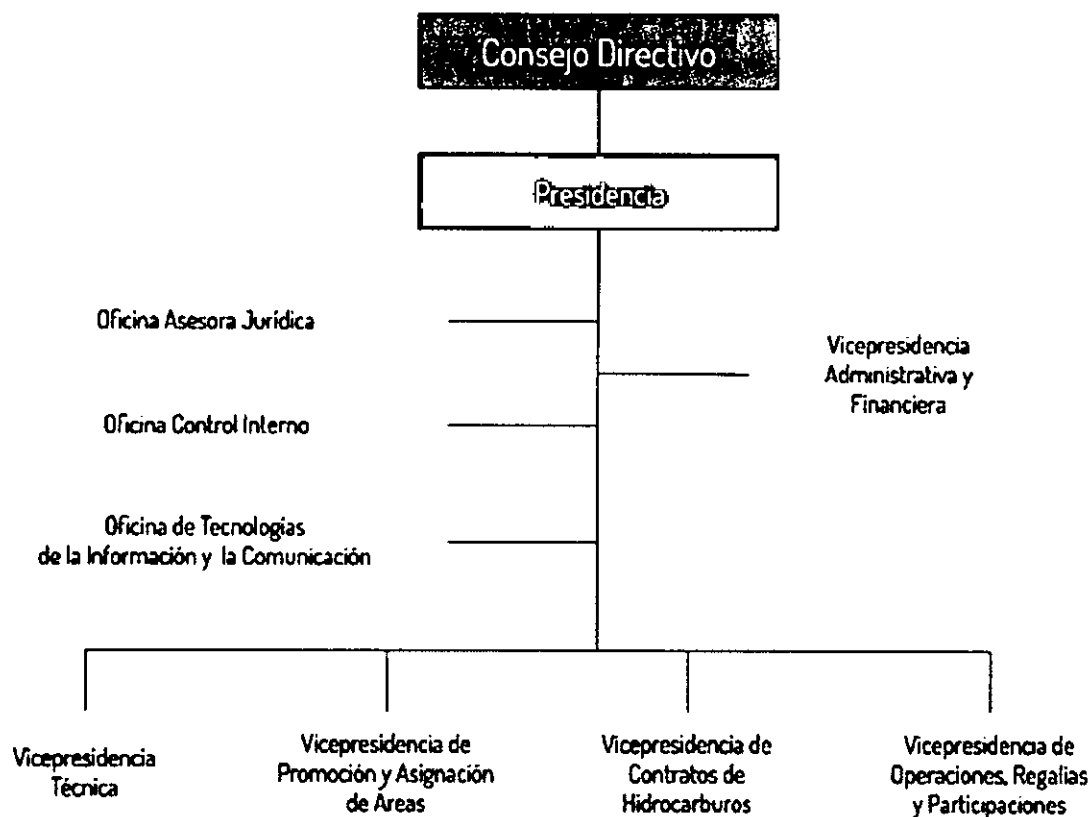 Consejo Directivo
Presidencia
Oficina Asesora Jurídica
Vicepresidencia
Administrativa y
Financiera
Oficina Control Interno
Oficina de Tecnologías
de la Información y la Comunicación
Vicepresidencia
Técnica
Vicepresidencia de
Promoción y Asignación
de Areas
Vicepresidencia de
Contratos de
Hidrocarburos
Vicepresidencia de
Operaciones, Regalías
y Participaciones